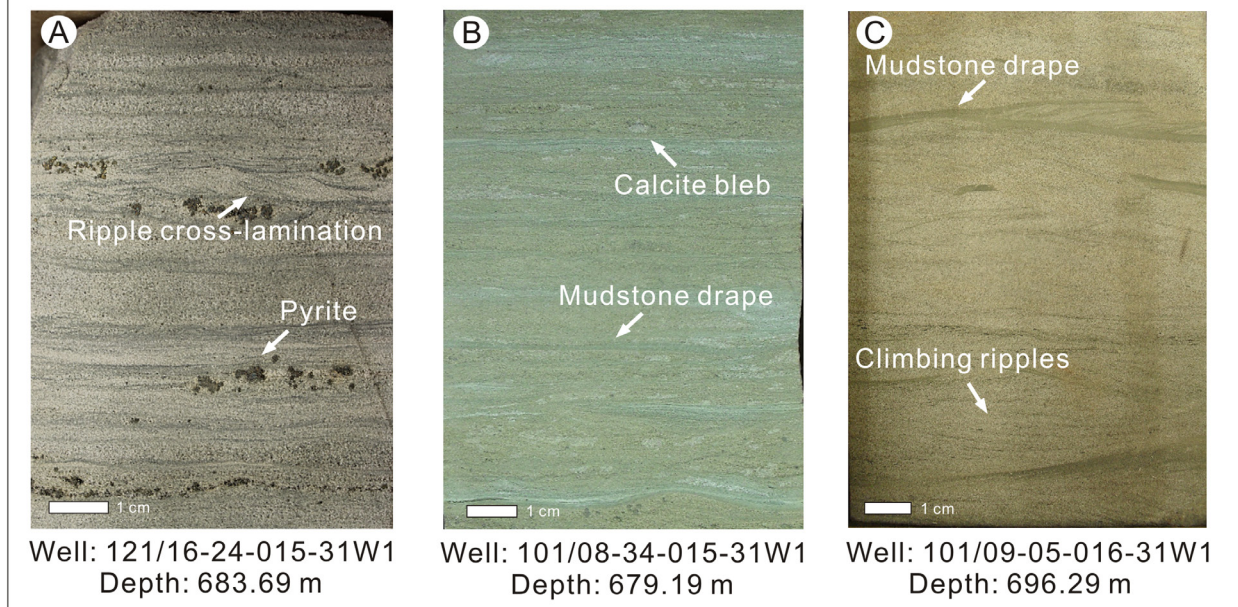 A
Ripple cross-lamination
Pyrite
1 cm
Well: 121/16-24-015-31W1
Depth: 683.69 m
B
Calcite bleb
Mudstone drape
1 cm
Well: 101/08-34-015-31W1
Depth: 679.19 m
C
Mudstone drape
Climbing ripples
1 cm
Well: 101/09-05-016-31W1
Depth: 696.29 m